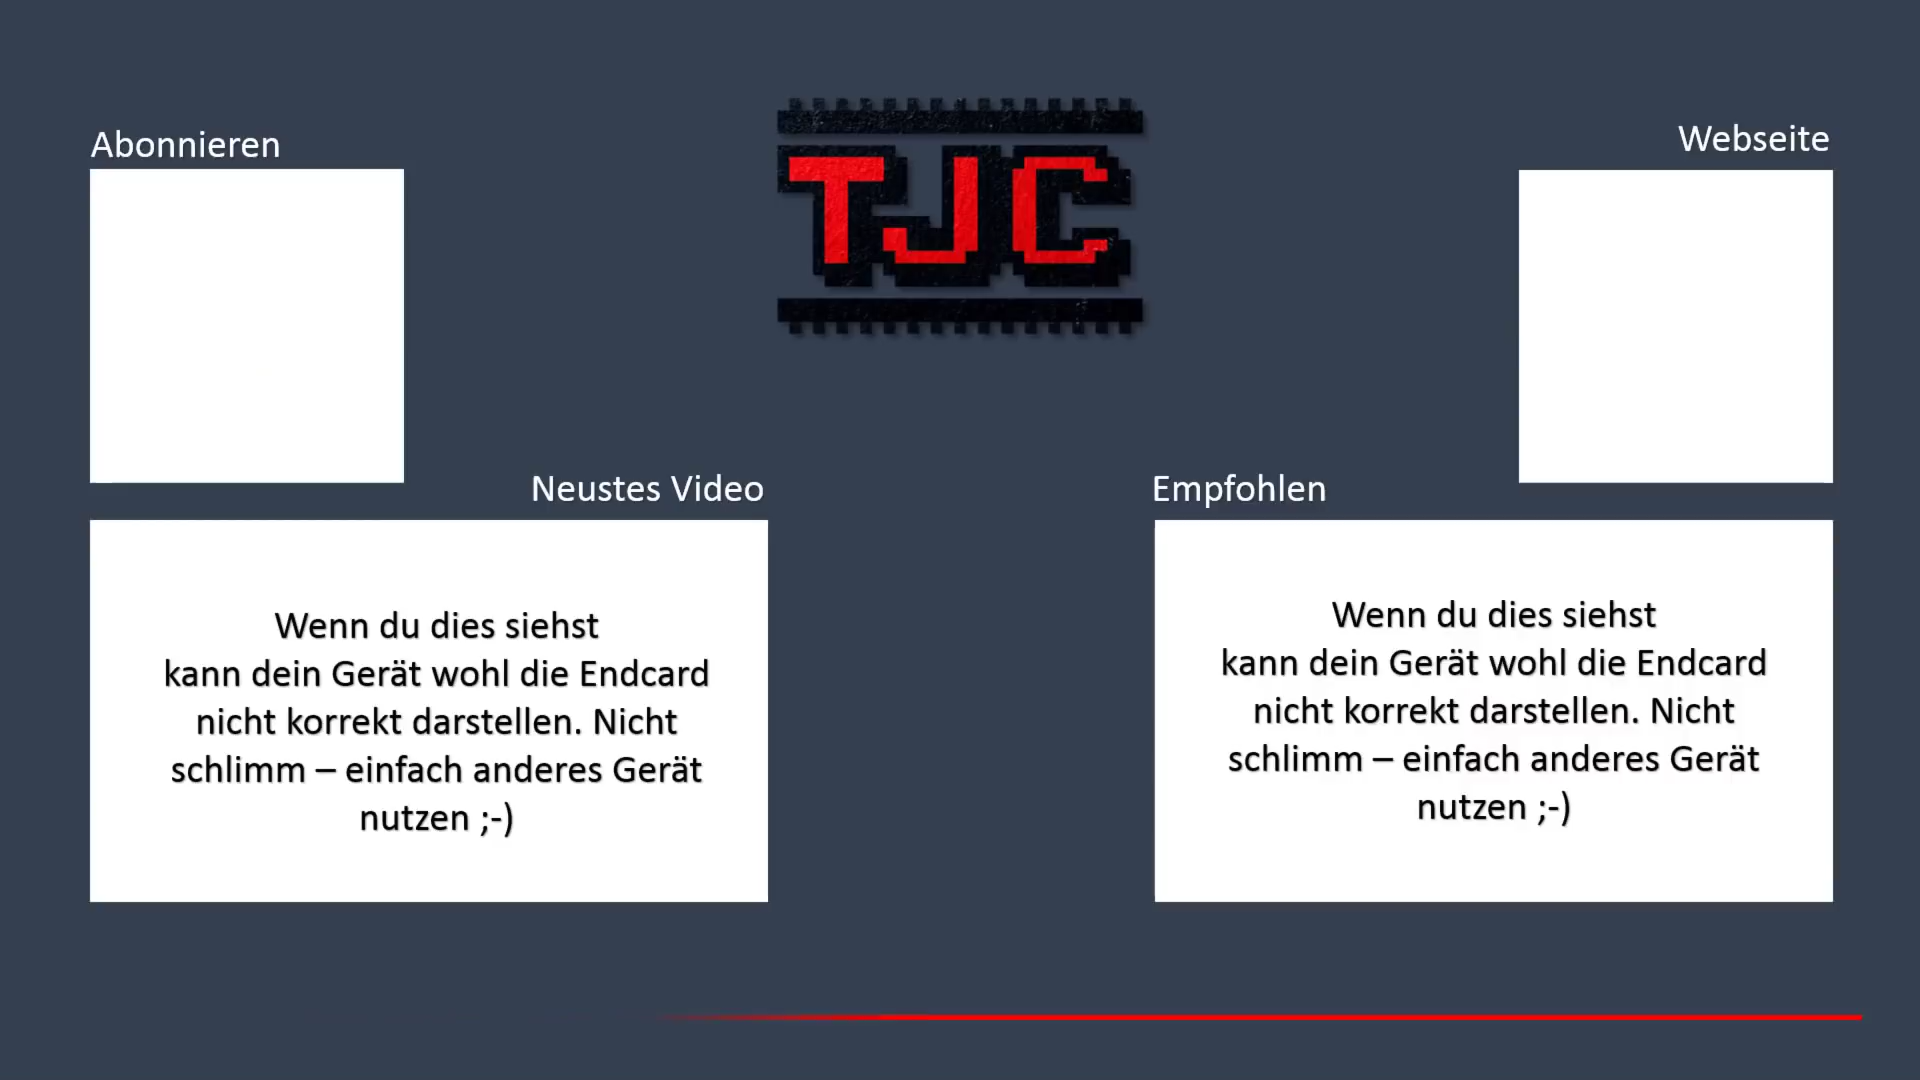 TJC
Abonnieren
Webseite
Neustes Video
Wenn du dies siehst
kann dein Gerät wohl die Endcard
nicht korrekt darstellen. Nicht
schlimm – einfach anderes Gerät
nutzen ;-)
Empfohlen
Wenn du dies siehst
kann dein Gerät wohl die Endcard
nicht korrekt darstellen. Nicht
schlimm – einfach anderes Gerät
nutzen ;-)